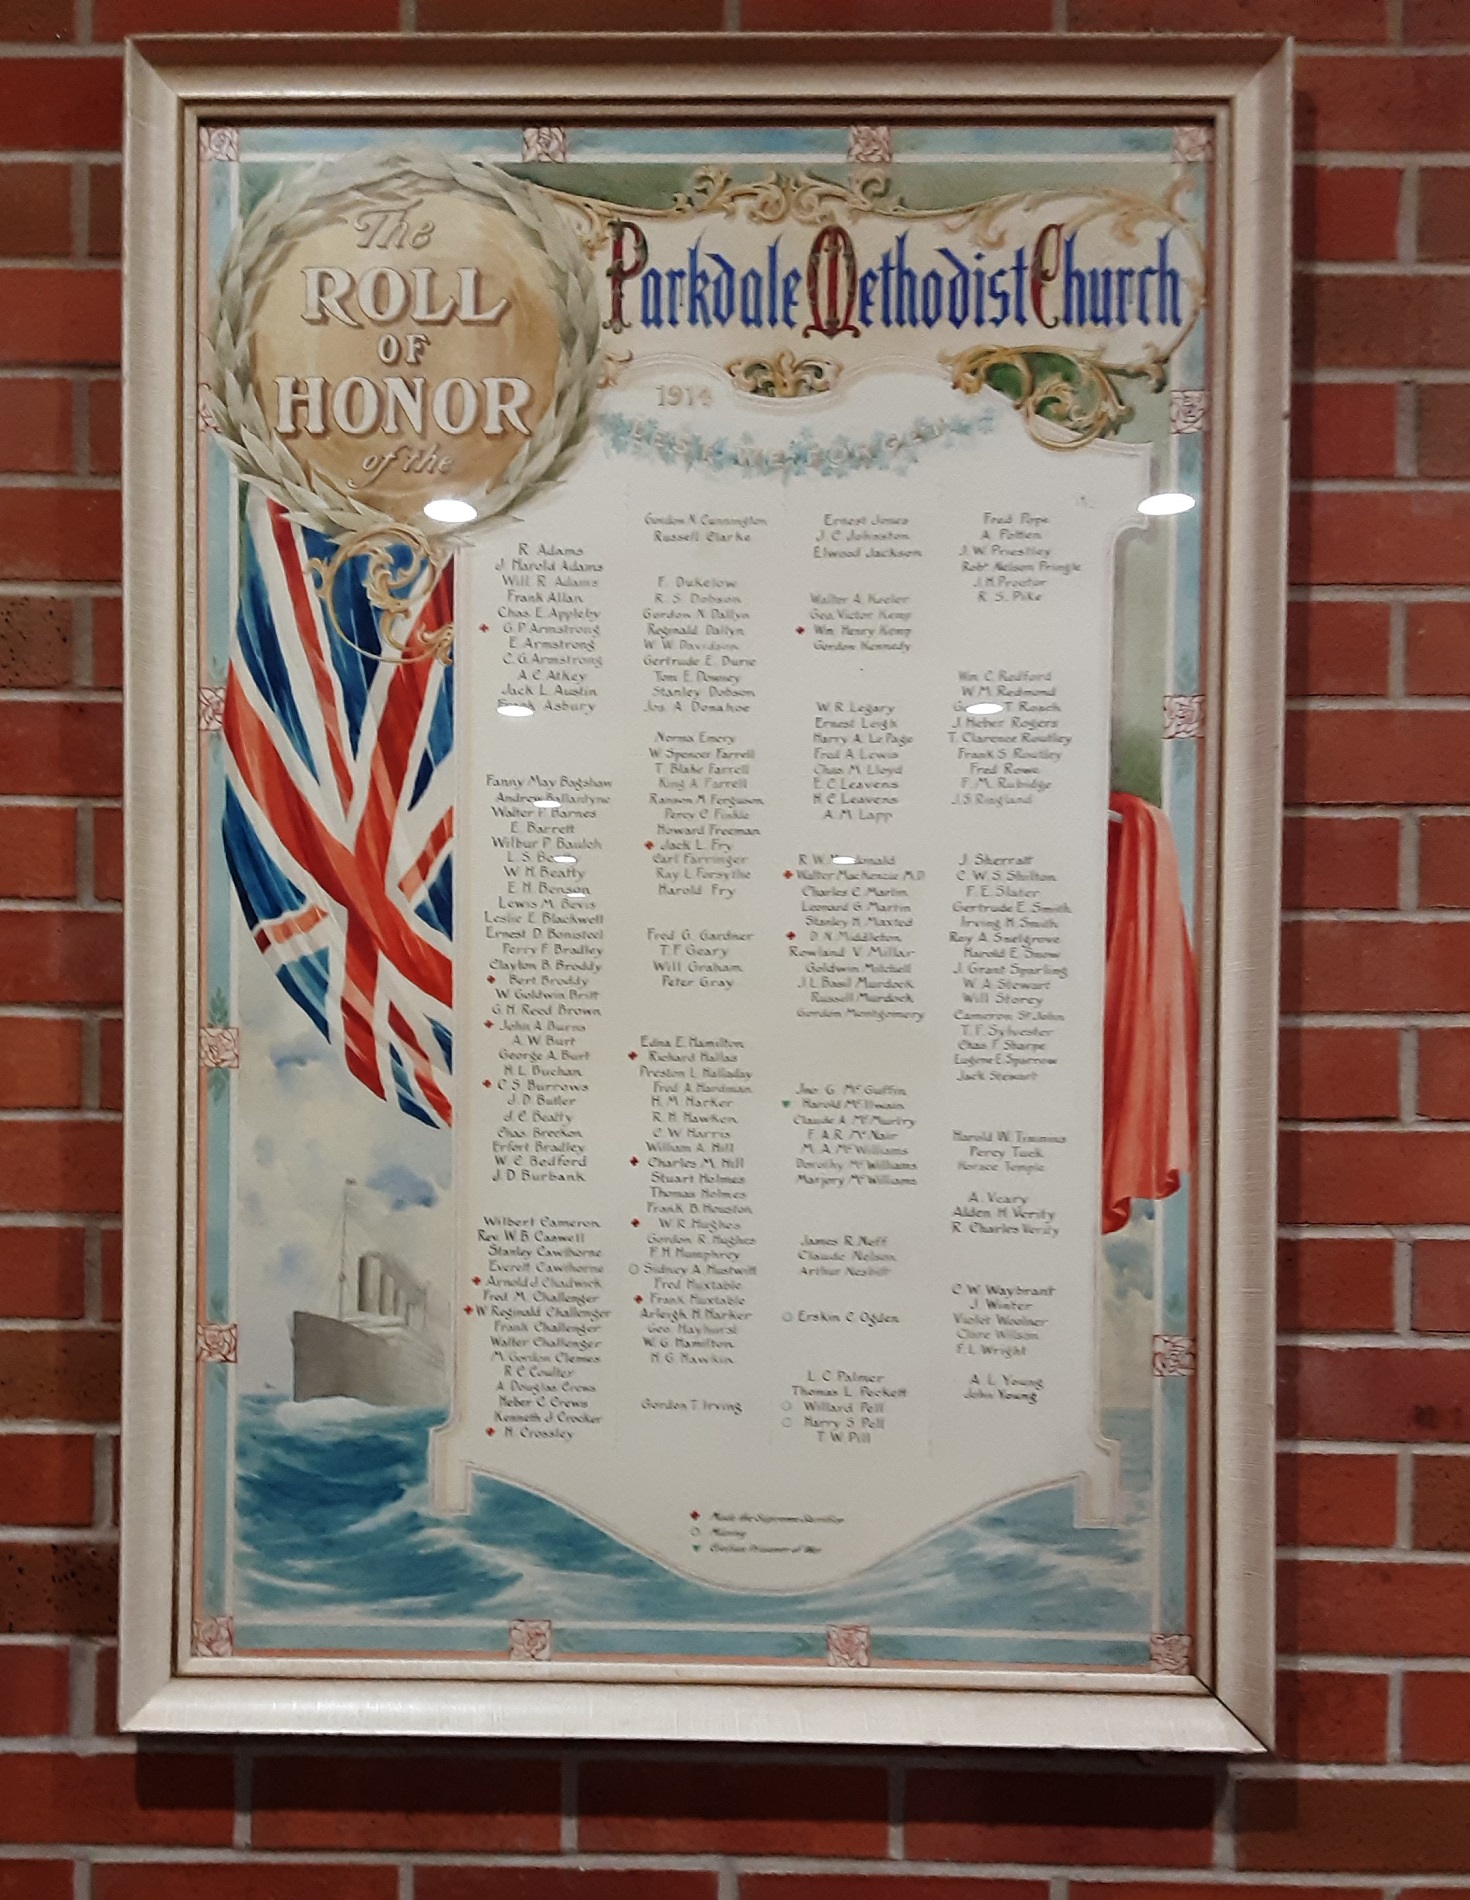 The
ROLL
OF
HONOR
of the
Parkdale Methodist Church
1914
LEST WE FORGET
R. Adams
J. Harold Adams
Will R. Adams
Frank Allan
Chas. E. Appleby
G. P. Armstrong
E. Armstrong
C. G. Armstrong
A. C. Atkey
Jack L. Austin
Frank Asbury
Fanny May Bagshaw
Andrew Ballantyne
Walter F. Barnes
E. Barrett
Wilbur P. Baulch
L. S.
W. H. Beatty
E. H. Benson
Lewis M. Bevis
Leslie E. Blackwell
Ernest D. Bonisteel
Perry F. Bradley
Clayton B. Broddy
Bert Broddy
W. Goldwin Britt
G. H. Reed Brown
John A. Burns
A. W. Burt
George A. Burt
H. L. Buchan
C. S. Burrows
J. D. Butler
J. C. Beatty
Chas. Breckon
Erfort Bradley
W. C. Bedford
J. D. Burbank
Wilbert Cameron
Rev. W. B. Caswell
Stanley Cawthorne
Everett Cawthorne
Arnold J. Chadwick
Fred M. Challenger
W. Reginald Challenger
Frank Challenger
Walter Challenger
M. Gordon Clemes
R. C. Coulter
A. Douglas Crews
Heber C. Crews
Kenneth J. Crocker
H. Crossley
Gordon N. Cunnington
Russell Clarke
F. DuKelow
R. S. Dobson
Gordon N. Dallyn
Reginald Dallyn
W. W. Davidson
Gertrude E. Durie
Tom E. Downey
Stanley Dobson
Jos. A. Donahoe
Norma Emery
W. Spencer Farrell
T. Blake Farrell
King A. Farrell
Ransom M. Ferguson
Percy C. Finkle
Howard Freeman
Jack L. Fry
Carl Farringer
Ray L. Forsythe
Harold Fry
Fred G. Gardner
T. F. Geary
Will Graham
Peter Gray
Edna E. Hamilton
Richard Hallas
Preston L. Halladay
Fred A. Hardman
H. M. Harker
R. H. Hawken
C. W. Harris
William A. Hill
Charles M. Hill
Stuart Holmes
Thomas Holmes
Frank B. Houston
W. R. Hughes
Gordon R. Hughes
F. H. Humphrey
Sidney A. Hustwitt
Fred Huxtable
Frank Huxtable
Arleigh H. Harker
Geo. Hayhurst
W. G. Hamilton
H. G. Hawkin
Gordon T. Irving
Ernest Jones
J. C. Johnston
Elwood Jackson
Walter A. Keeler
Geo. Victor Kemp
Wm. Henry Kemp
Gordon Kennedy
W. R. Legary
Ernest Leigh
Harry A. Le Page
Fred A. Lewis
Chas. M. Lloyd
E. C. Leavens
H. C. Leavens
A. M. Lapp
R. W.
Walter MacKenzie M.D.
Charles C. Martin
Leonard G. Martin
Stanley H. Maxted
D. N. Middleton
Rowland V. Millar
Goldwin Mitchell
J. L. Basil Murdock
Russell Murdock
Gordon Montgomery
Jno. G. McGuffin
Harold McIlwain
Claude A. McMurtry
F. A. R. McNair
M. A. McWilliams
Dorothy McWilliams
Marjory McWilliams
James R. Neff
Claude Nelson
Arthur Nesbitt
Erskin C. Ogden
L. C. Palmer
Thomas L. Peckett
Willard Pell
Harry S. Pell
T. W. Pill
Fred Pope
A. Potten
J. W. Priestley
Robt. Nelson Pringle
J. H. Proctor
R. S. Pike
Wm. C. Redford
W. M. Redmond
T. Roach
J. Heber Rogers
T. Clarence Routley
Frank S. Routley
Fred Rowe
F. M. Rubidge
J. S. Ringland
J. Sherratt
C. W. S. Shilton
F. E. Slater
Gertrude E. Smith
Irving H. Smith
Roy A. Snelgrove
Harold E. Snow
J. Grant Sparling
W. A. Stewart
Will Storey
Cameron St John
T. F. Sylvester
Chas F. Sharpe
Eugene E. Sparrow
Jack Stewart
Harold W. Timmins
Percy Tuck
Horace Temple
A. Veary
Alden H. Verity
R. Charles Verity
C. W. Waybrant
J. Winter
Violet Woolner
Clare Wilson
F. L. Wright
A. L. Young
John Young
Made the Supreme Sacrifice
Missing
Civilian Prisoner of War